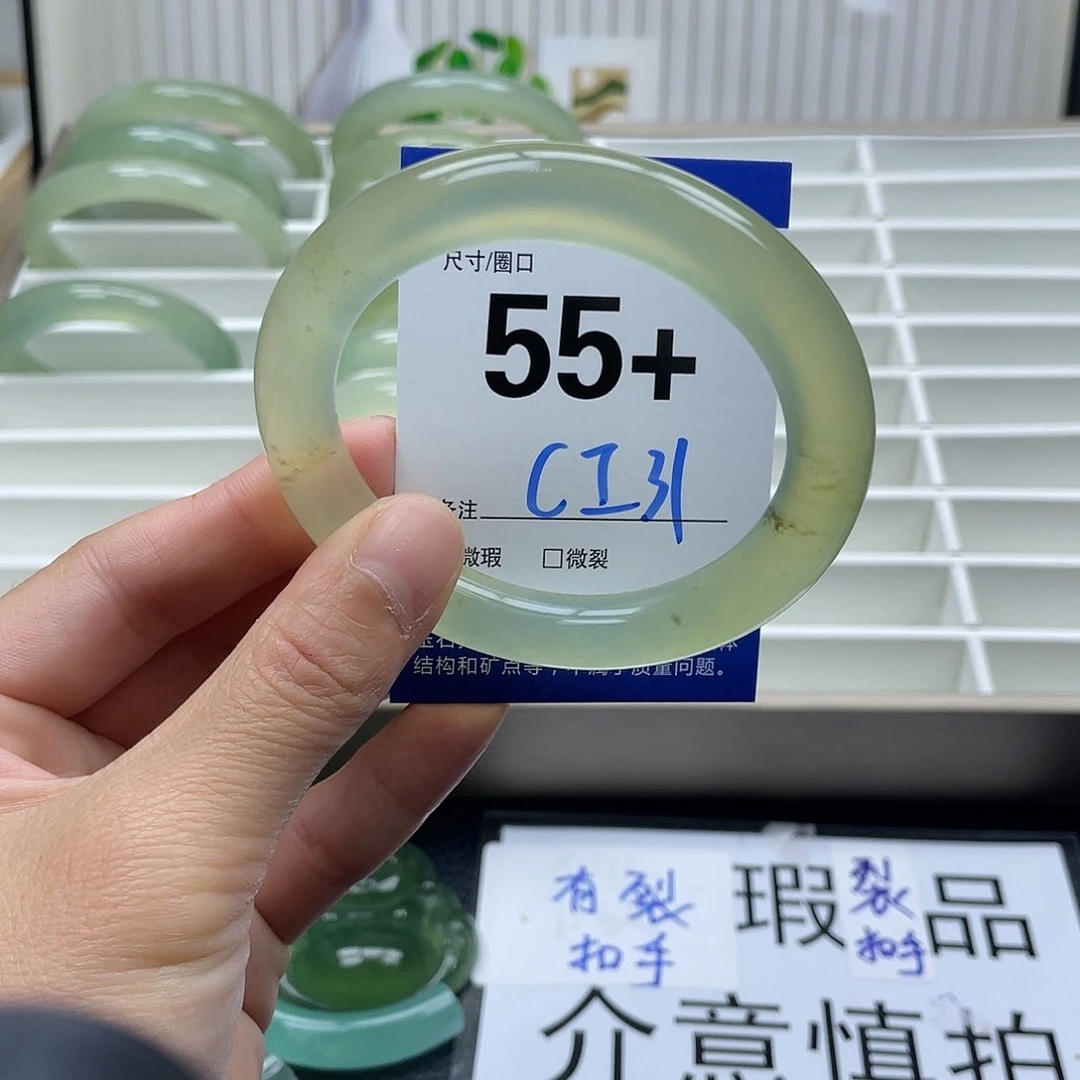 尺寸/圈口
55+
CI31
备注
微瑕 □微裂
结构和矿点等，不属于质量问题。
有裂
扣手
瑕裂品
扣手
介意慎拍